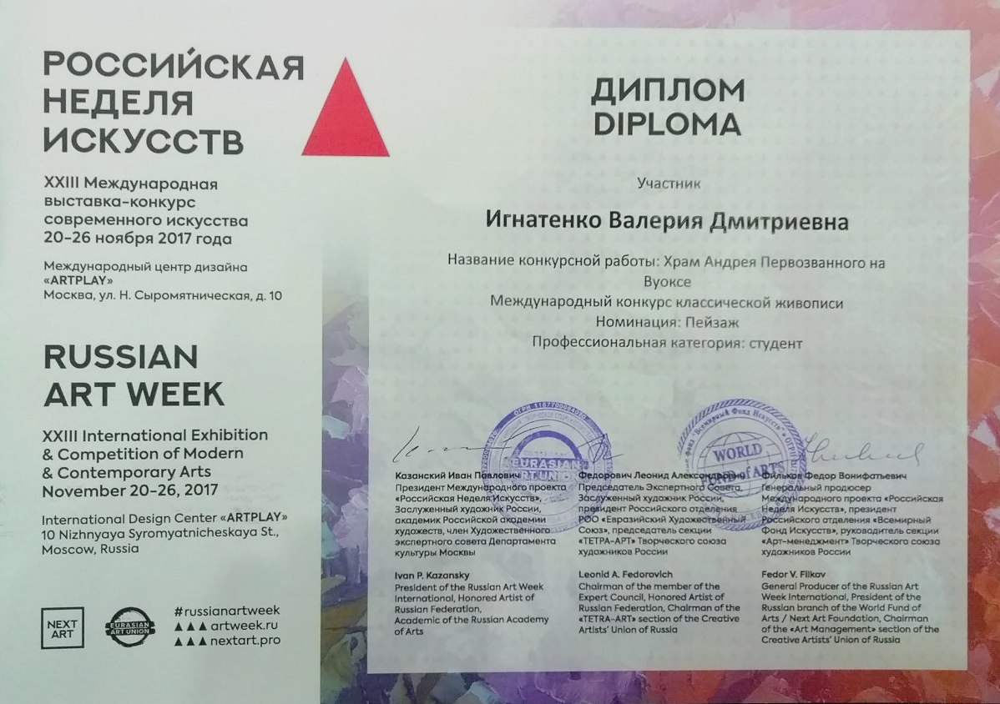 РОССИЙСКАЯ
НЕДЕЛЯ
ИСКУССТВ
XXIII Международная
выставка-конкурс
современного искусства
20-26 ноября 2017 года
Международный центр дизайна
«ARTPLAY»
Москва, ул. Н. Сыромятническая, д. 10
RUSSIAN
ART WEEK
XXIII International Exhibition
& Competition of Modern
& Contemporary Arts
November 20-26, 2017
International Design Center «ARTPLAY»
10 Nizhnyaya Syromyatnicheskaya St.,
Moscow, Russia
NEXT
ART
EURASIAN
ART UNION
#russianartweek
artweek.ru
nextart.pro
ДИПЛОМ
DIPLOMA
Участник
Игнатенко Валерия Дмитриевна
Название конкурсной работы: Храм Андрея Первозванного на
Вуоксе
Международный конкурс классической живописи
Номинация: Пейзаж
Профессиональная категория: студент
EURASIAN
ART UNION
«Всемирный Фонд Искусств»
WORLD
FUND of ARTS
Казанский Иван Павлович
Президент Международного проекта
«Российская Неделя Искусств»,
Заслуженный художник России,
академик Российской академии
художеств, член Художественного
экспертного совета Департамента
культуры Москвы
Ivan P. Kazansky
President of the Russian Art Week
International, Honored Artist of
Russian Federation,
Academic of the Russian Academy
of Arts
Федорович Леонид Александрович
Председатель Экспертного Совета,
Заслуженный художник России,
президент Российского отделения
РОО «Евразийский Художественный
Союз», председатель секции
«ТЕТРА-АРТ» Творческого союза
художников России
Leonid A. Fedorovich
Chairman of the member of the
Expert Council, Honored Artist of
Russian Federation, Chairman of the
«TETRA-ART» section of the Creative
Artists' Union of Russia
Фильков Федор Вонифатьевич
Генеральный продюсер
Международного проекта «Российская
Неделя Искусств», президент
Российского отделения «Всемирный
Фонд Искусств», руководитель секции
«Арт-менеджмент» Творческого союза
художников России
Fedor V. Filkov
General Producer of the Russian Art
Week International, President of the
Russian branch of the World Fund of
Arts / Next Art Foundation, Chairman
of the «Art Management» section of the
Creative Artists' Union of Russia